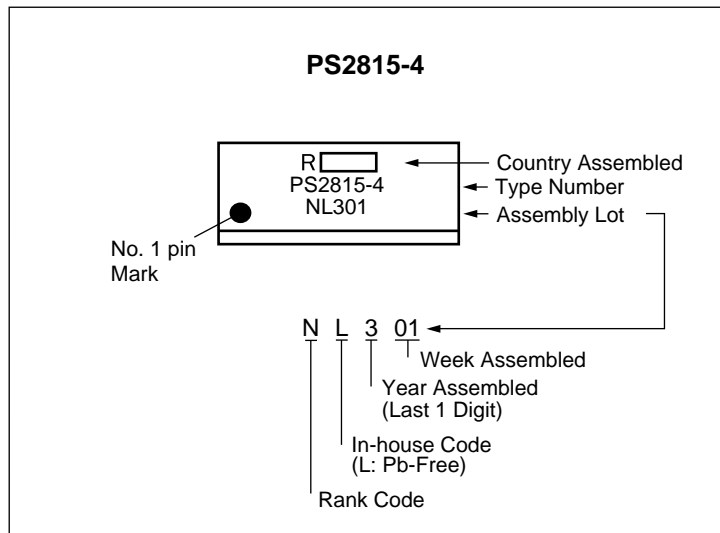 PS2815-4
R
PS2815-4
NL301
Country Assembled
Type Number
Assembly Lot
No. 1 pin
Mark
N L 3 01
Week Assembled
Year Assembled
(Last 1 Digit)
In-house Code
(L: Pb-Free)
Rank Code